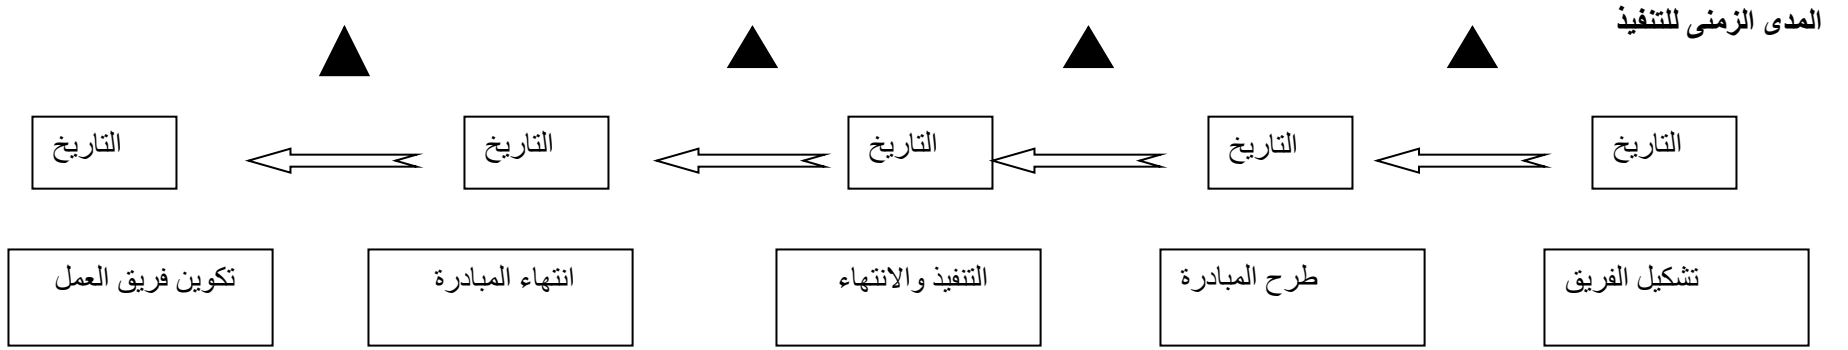 المدى الزمنى للتنفيذ
التاريخ
التاريخ
التاريخ
التاريخ
التاريخ
تشكيل الفريق
طرح المبادرة
التنفيذ والانتهاء
انتهاء المبادرة
تكوين فريق العمل